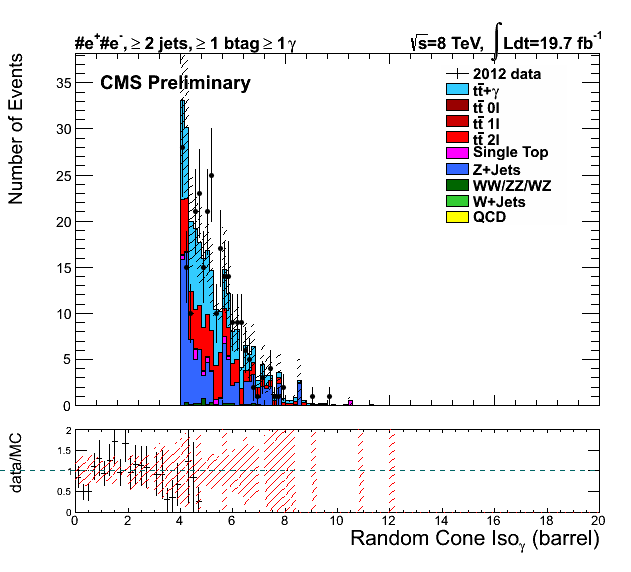 #e⁺#e⁻, ≥ 2 jets, ≥ 1 btag ≥ 1 γ
√s=8 TeV, ∫ Ldt=19.7 fb⁻¹
CMS Preliminary
2012 data
tt̄+γ
tt̄ 0l
tt̄ 1l
tt̄ 2l
Single Top
Z+Jets
WW/ZZ/WZ
W+Jets
QCD
Number of Events
35
30
25
20
15
10
5
0
data/MC
2
1.5
1
0.5
0
0 2 4 6 8 10 12 14 16 18 20
Random Cone Isoγ (barrel)